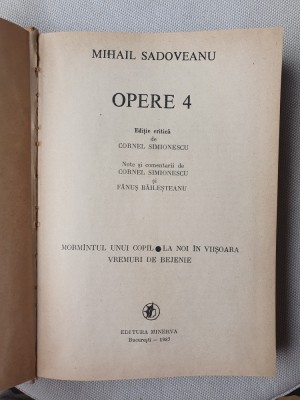 MIHAIL SADOVEANU
OPERE 4
Ediție critică
de
CORNEL SIMIONESCU
Note și comentarii de
CORNEL SIMIONESCU
și
FĂNUȘ BĂILEȘTEANU
MORMÎNTUL UNUI COPIL ● LA NOI ÎN VIIȘOARA
VREMURI DE BEJENIE
EDITURA MINERVA
București — 1987